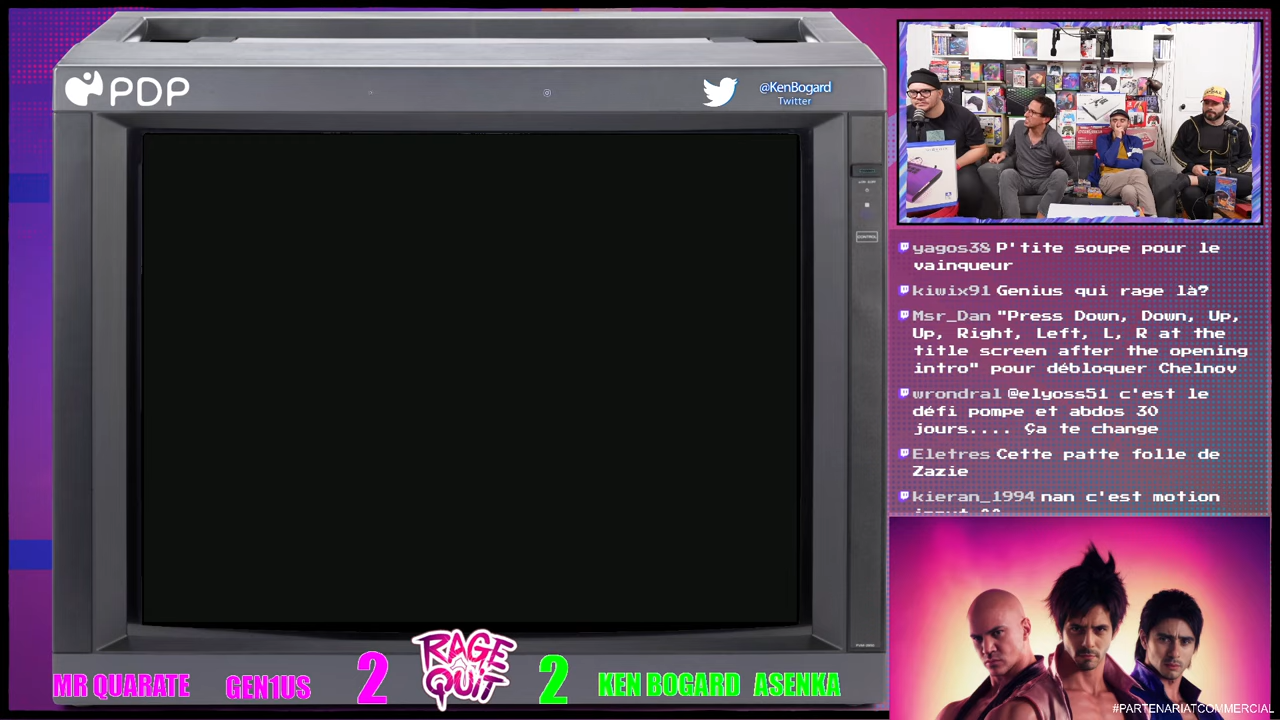 PDP
@KenBogard
Twitter
yagos38 P'tite soupe pour le
vainqueur
kiwix91 Genius qui rage là?
Msr_Dan "Press Down, Down, Up,
Up, Right, Left, L, R at the
title screen after the opening
intro" pour débloquer Chelnov
wrondral @elyoss51 c'est le
défi pompe et abdos 30
jours.... Ça te change
Eletres Cette patte folle de
Zazie
kieran_1994 nan c'est motion
MR QUARATE GEN1US 2 RAGE QUIT 2 KEN BOGARD ASENKA
#PARTENARIATCOMMERCIAL